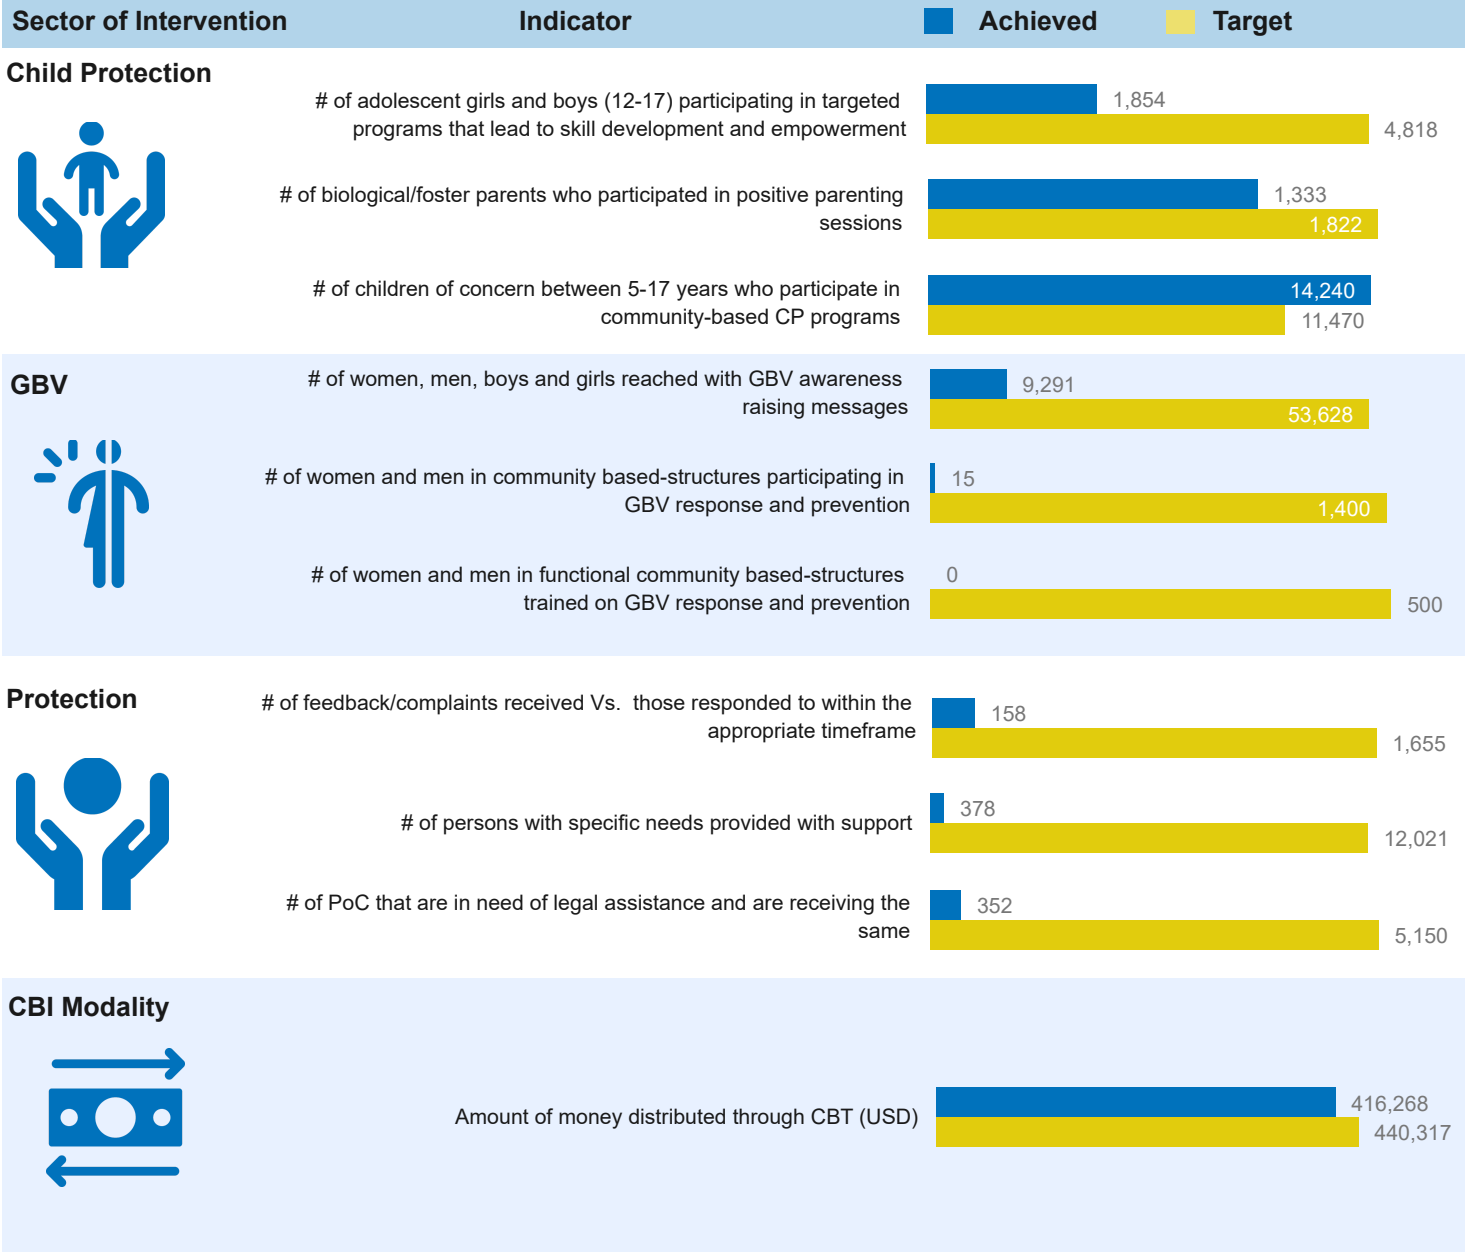 Sector of Intervention Indicator Achieved Target
Child Protection
# of adolescent girls and boys (12-17) participating in targeted
programs that lead to skill development and empowerment
1,854
4,818
# of biological/foster parents who participated in positive parenting
sessions
1,333
1,822
# of children of concern between 5-17 years who participate in
community-based CP programs
14,240
11,470
GBV
# of women, men, boys and girls reached with GBV awareness
raising messages
9,291
53,628
# of women and men in community based-structures participating in
GBV response and prevention
15
1,400
# of women and men in functional community based-structures
trained on GBV response and prevention
0
500
Protection
# of feedback/complaints received Vs.  those responded to within the
appropriate timeframe
158
1,655
# of persons with specific needs provided with support
378
12,021
# of PoC that are in need of legal assistance and are receiving the
same
352
5,150
CBI Modality
Amount of money distributed through CBT (USD)
416,268
440,317